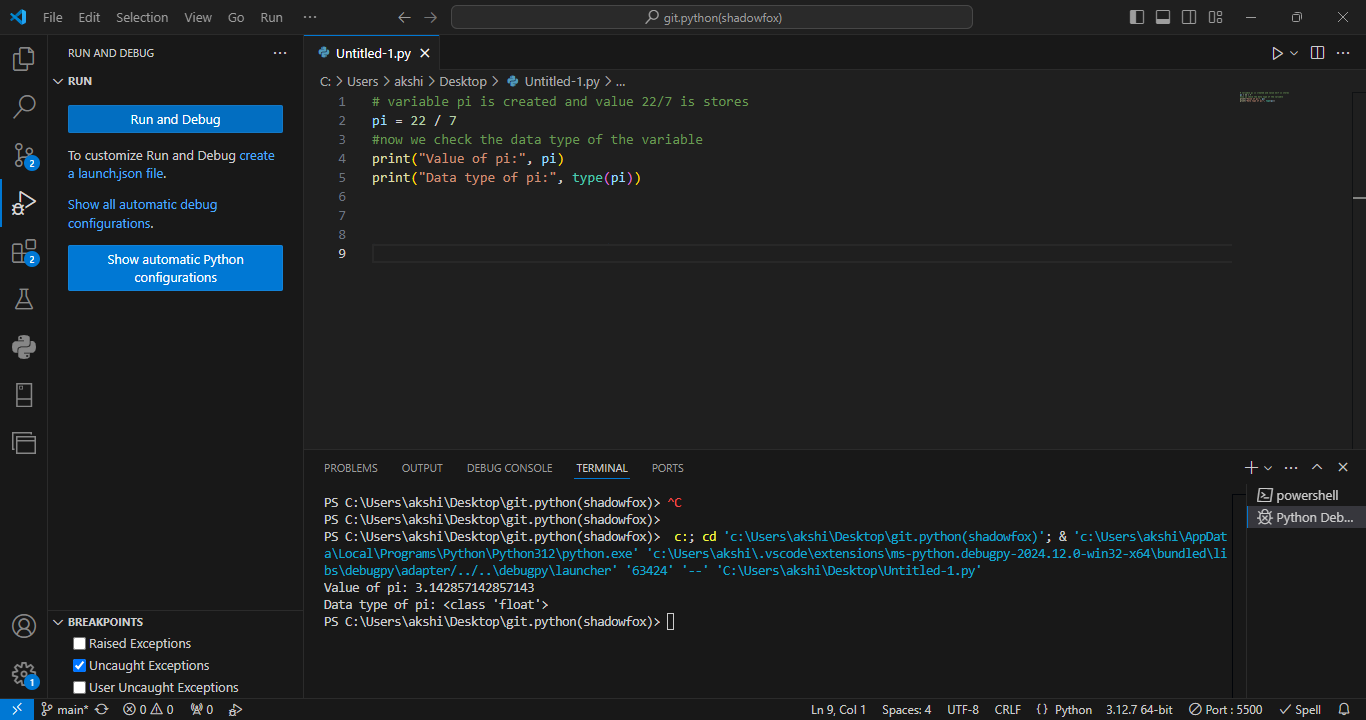 File Edit Selection View Go Run ···
git.python(shadowfox)
RUN AND DEBUG ···
RUN
Run and Debug
To customize Run and Debug create
a launch.json file.
Show all automatic debug
configurations.
Show automatic Python
configurations
2
2
1
BREAKPOINTS
Raised Exceptions
Uncaught Exceptions
User Uncaught Exceptions
Untitled-1.py
C: > Users > akshi > Desktop > Untitled-1.py > ...
1 # variable pi is created and value 22/7 is stores
2 pi = 22 / 7
3 #now we check the data type of the variable
4 print("Value of pi:", pi)
5 print("Data type of pi:", type(pi))
6
7
8
9
PROBLEMS OUTPUT DEBUG CONSOLE TERMINAL PORTS
PS C:\Users\akshi\Desktop\git.python(shadowfox)> ^C
PS C:\Users\akshi\Desktop\git.python(shadowfox)>
PS C:\Users\akshi\Desktop\git.python(shadowfox)>  c:; cd 'c:\Users\akshi\Desktop\git.python(shadowfox)'; & 'c:\Users\akshi\AppDat
a\Local\Programs\Python\Python312\python.exe' 'c:\Users\akshi\.vscode\extensions\ms-python.debugpy-2024.12.0-win32-x64\bundled\li
bs\debugpy\adapter/../..\debugpy\launcher' '63424' '--' 'C:\Users\akshi\Desktop\Untitled-1.py'
Value of pi: 3.142857142857143
Data type of pi: <class 'float'>
PS C:\Users\akshi\Desktop\git.python(shadowfox)>
powershell
Python Deb...
main* 0 0 0 Ln 9, Col 1 Spaces: 4 UTF-8 CRLF {} Python 3.12.7 64-bit Port : 5500 Spell